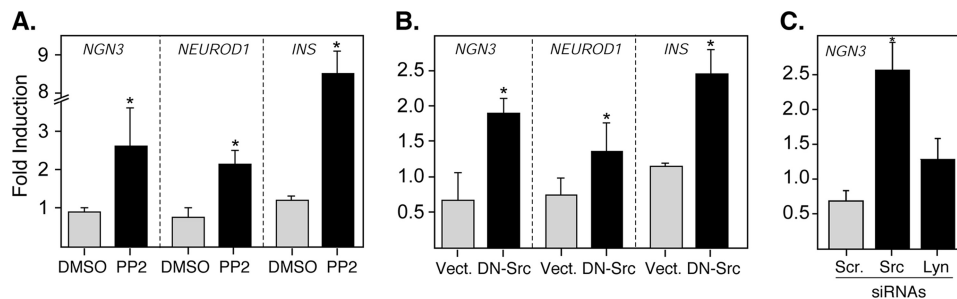 A.
B.
C.
NGN3 NEUROD1 INS
NGN3 NEUROD1 INS
NGN3
Fold Induction
9
8
3
2
1
2.5
2.0
1.5
1.0
0.5
2.5
2.0
1.5
1.0
0.5
* * *
* * *
*
DMSO PP2 DMSO PP2 DMSO PP2
Vect. DN-Src Vect. DN-Src Vect. DN-Src
Scr. Src Lyn
siRNAs